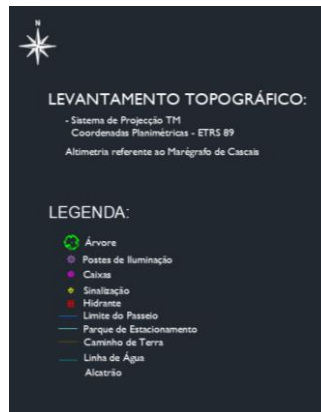 N
LEVANTAMENTO TOPOGRÁFICO:
- Sistema de Projecção TM
Coordenadas Planimétricas - ETRS 89
Altimetria referente ao Marégrafo de Cascais
LEGENDA:
Árvore
Postes de Iluminação
Caixas
Sinalização
Hidrante
Limite do Passeio
Parque de Estacionamento
Caminho de Terra
Linha de Água
Alcatrão